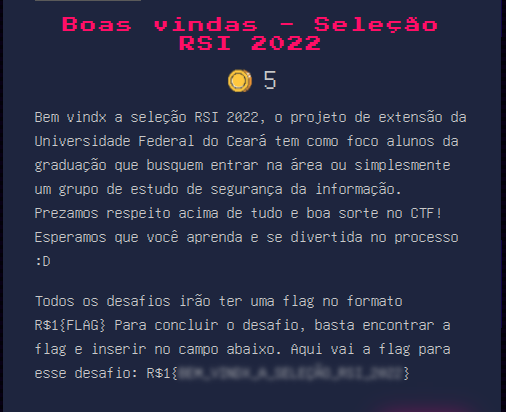 Boas vindas - Seleção
RSI 2022
5
Bem vindx a seleção RSI 2022, o projeto de extensão da
Universidade Federal do Ceará tem como foco alunos da
graduação que busquem entrar na área ou simplesmente
um grupo de estudo de segurança da informação.
Prezamos respeito acima de tudo e boa sorte no CTF!
Esperamos que você aprenda e se divertida no processo
:D
Todos os desafios irão ter uma flag no formato
R$1{FLAG} Para concluir o desafio, basta encontrar a
flag e inserir no campo abaixo. Aqui vai a flag para
esse desafio: R$1{}